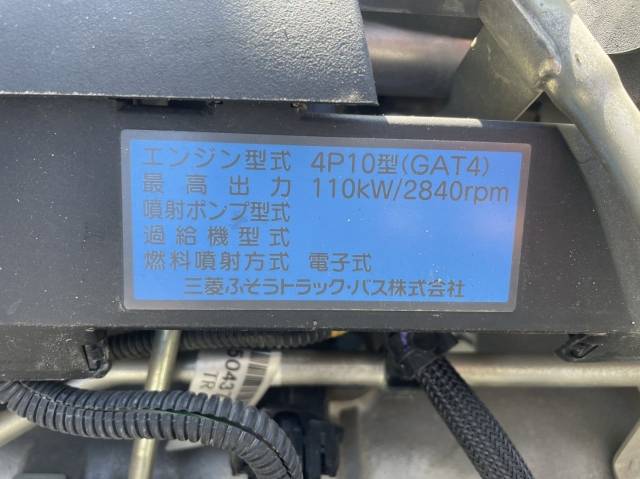 エンジン型式 4P10型(GAT4)
最高出力 110kW/2840rpm
噴射ポンプ型式
過給機型式
燃料噴射方式 電子式
三菱ふそうトラック・バス株式会社
5043
TR